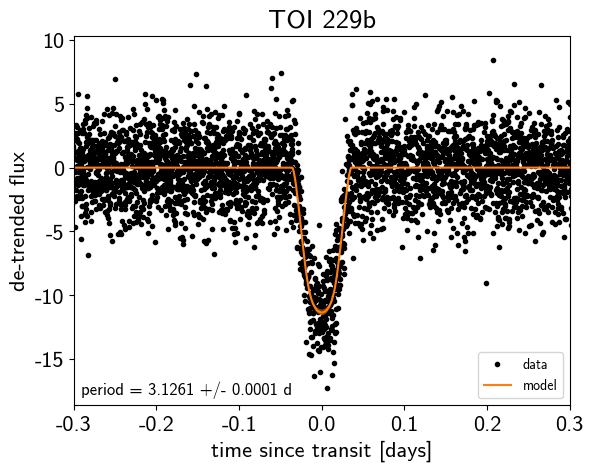 TOI 229b
10
5
0
-5
-10
-15
de-trended flux
period = 3.1261 +/- 0.0001 d
data
model
-0.3 -0.2 -0.1 0.0 0.1 0.2 0.3
time since transit [days]